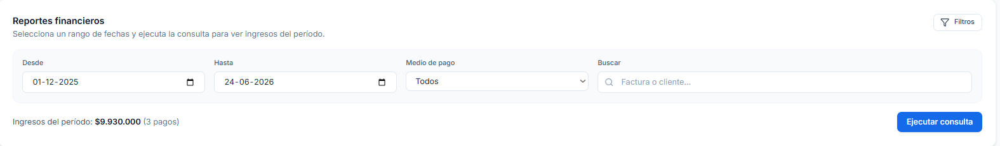 Reportes financieros
Selecciona un rango de fechas y ejecuta la consulta para ver ingresos del período.
Filtros
Desde
Hasta
Medio de pago
Buscar
01-12-2025
24-06-2026
Todos
Factura o cliente...
Ingresos del período: $9.930.000 (3 pagos)
Ejecutar consulta